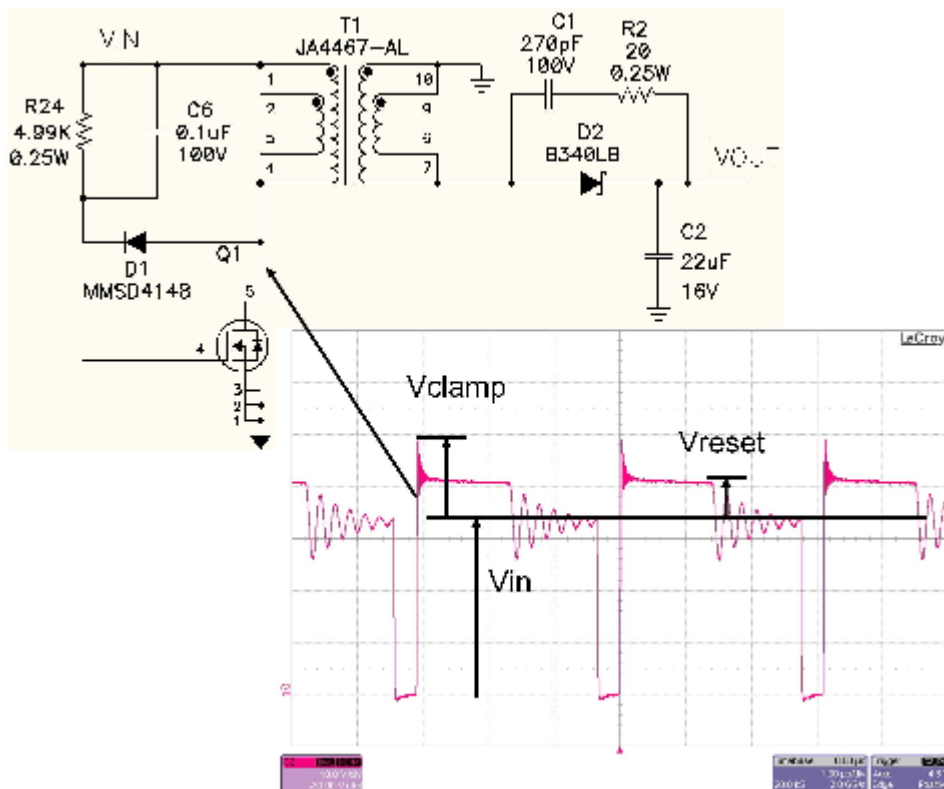 VIN
T1
JA4467-AL
C1
270pF
100V
R2
20
0.25W
1
10
2
9
R24
4.99K
0.25W
C6
0.1uF
100V
D2
B340LB
VOUT
6
4
7
Q1
D1
MMSD4148
C2
22uF
16V
5
4
3
2
1
LeCroy
Vclamp
Vreset
Vin